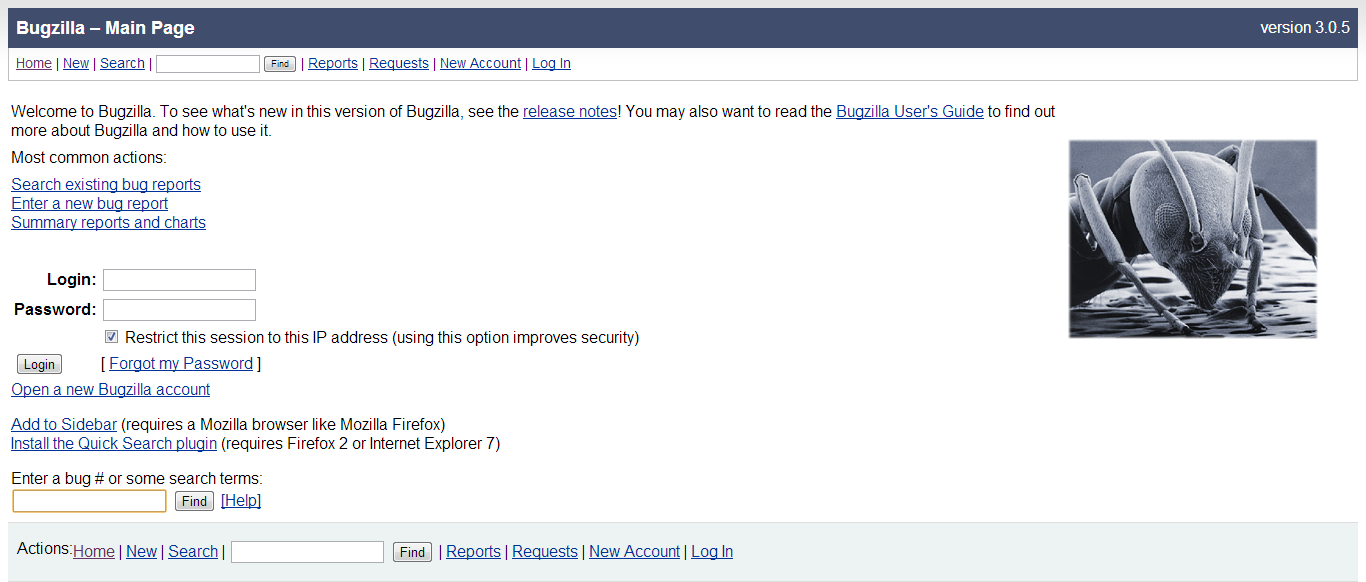 Bugzilla – Main Page version 3.0.5
Home | New | Search | Find | Reports | Requests | New Account | Log In
Welcome to Bugzilla. To see what's new in this version of Bugzilla, see the release notes! You may also want to read the Bugzilla User's Guide to find out
more about Bugzilla and how to use it.
Most common actions:
Search existing bug reports
Enter a new bug report
Summary reports and charts
Login:
Password:
Restrict this session to this IP address (using this option improves security)
Login [ Forgot my Password ]
Open a new Bugzilla account
Add to Sidebar (requires a Mozilla browser like Mozilla Firefox)
Install the Quick Search plugin (requires Firefox 2 or Internet Explorer 7)
Enter a bug # or some search terms:
Find [Help]
Actions:Home | New | Search | Find | Reports | Requests | New Account | Log In